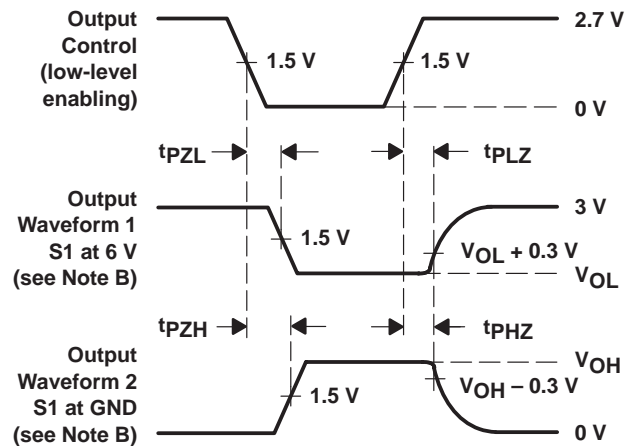 Output
Control
(low-level
enabling)
2.7 V
1.5 V
1.5 V
0 V
tPZL
tPLZ
Output
Waveform 1
S1 at 6 V
(see Note B)
3 V
1.5 V
VOL + 0.3 V
VOL
tPZH
tPHZ
Output
Waveform 2
S1 at GND
(see Note B)
VOH
1.5 V
VOH − 0.3 V
0 V